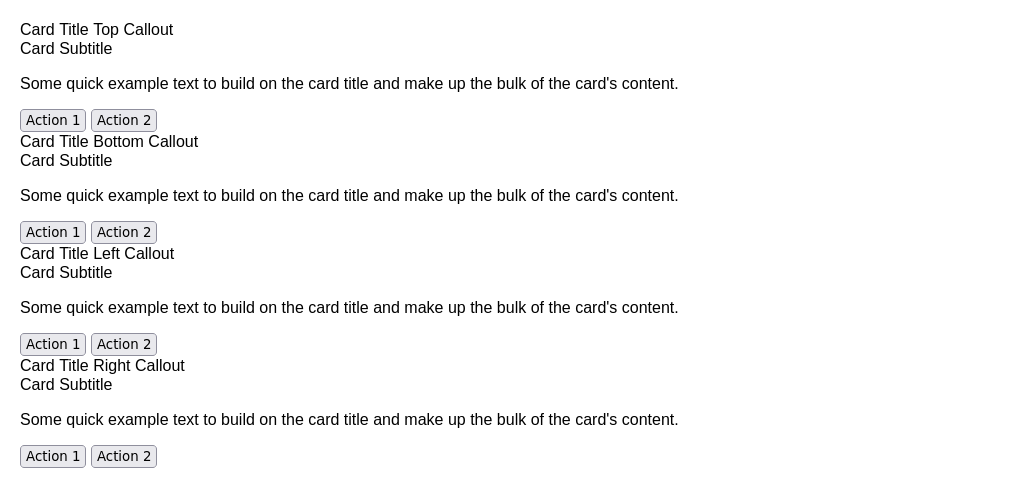 Card Title Top Callout
Card Subtitle
Some quick example text to build on the card title and make up the bulk of the card's content.
Action 1 Action 2
Card Title Bottom Callout
Card Subtitle
Some quick example text to build on the card title and make up the bulk of the card's content.
Action 1 Action 2
Card Title Left Callout
Card Subtitle
Some quick example text to build on the card title and make up the bulk of the card's content.
Action 1 Action 2
Card Title Right Callout
Card Subtitle
Some quick example text to build on the card title and make up the bulk of the card's content.
Action 1 Action 2